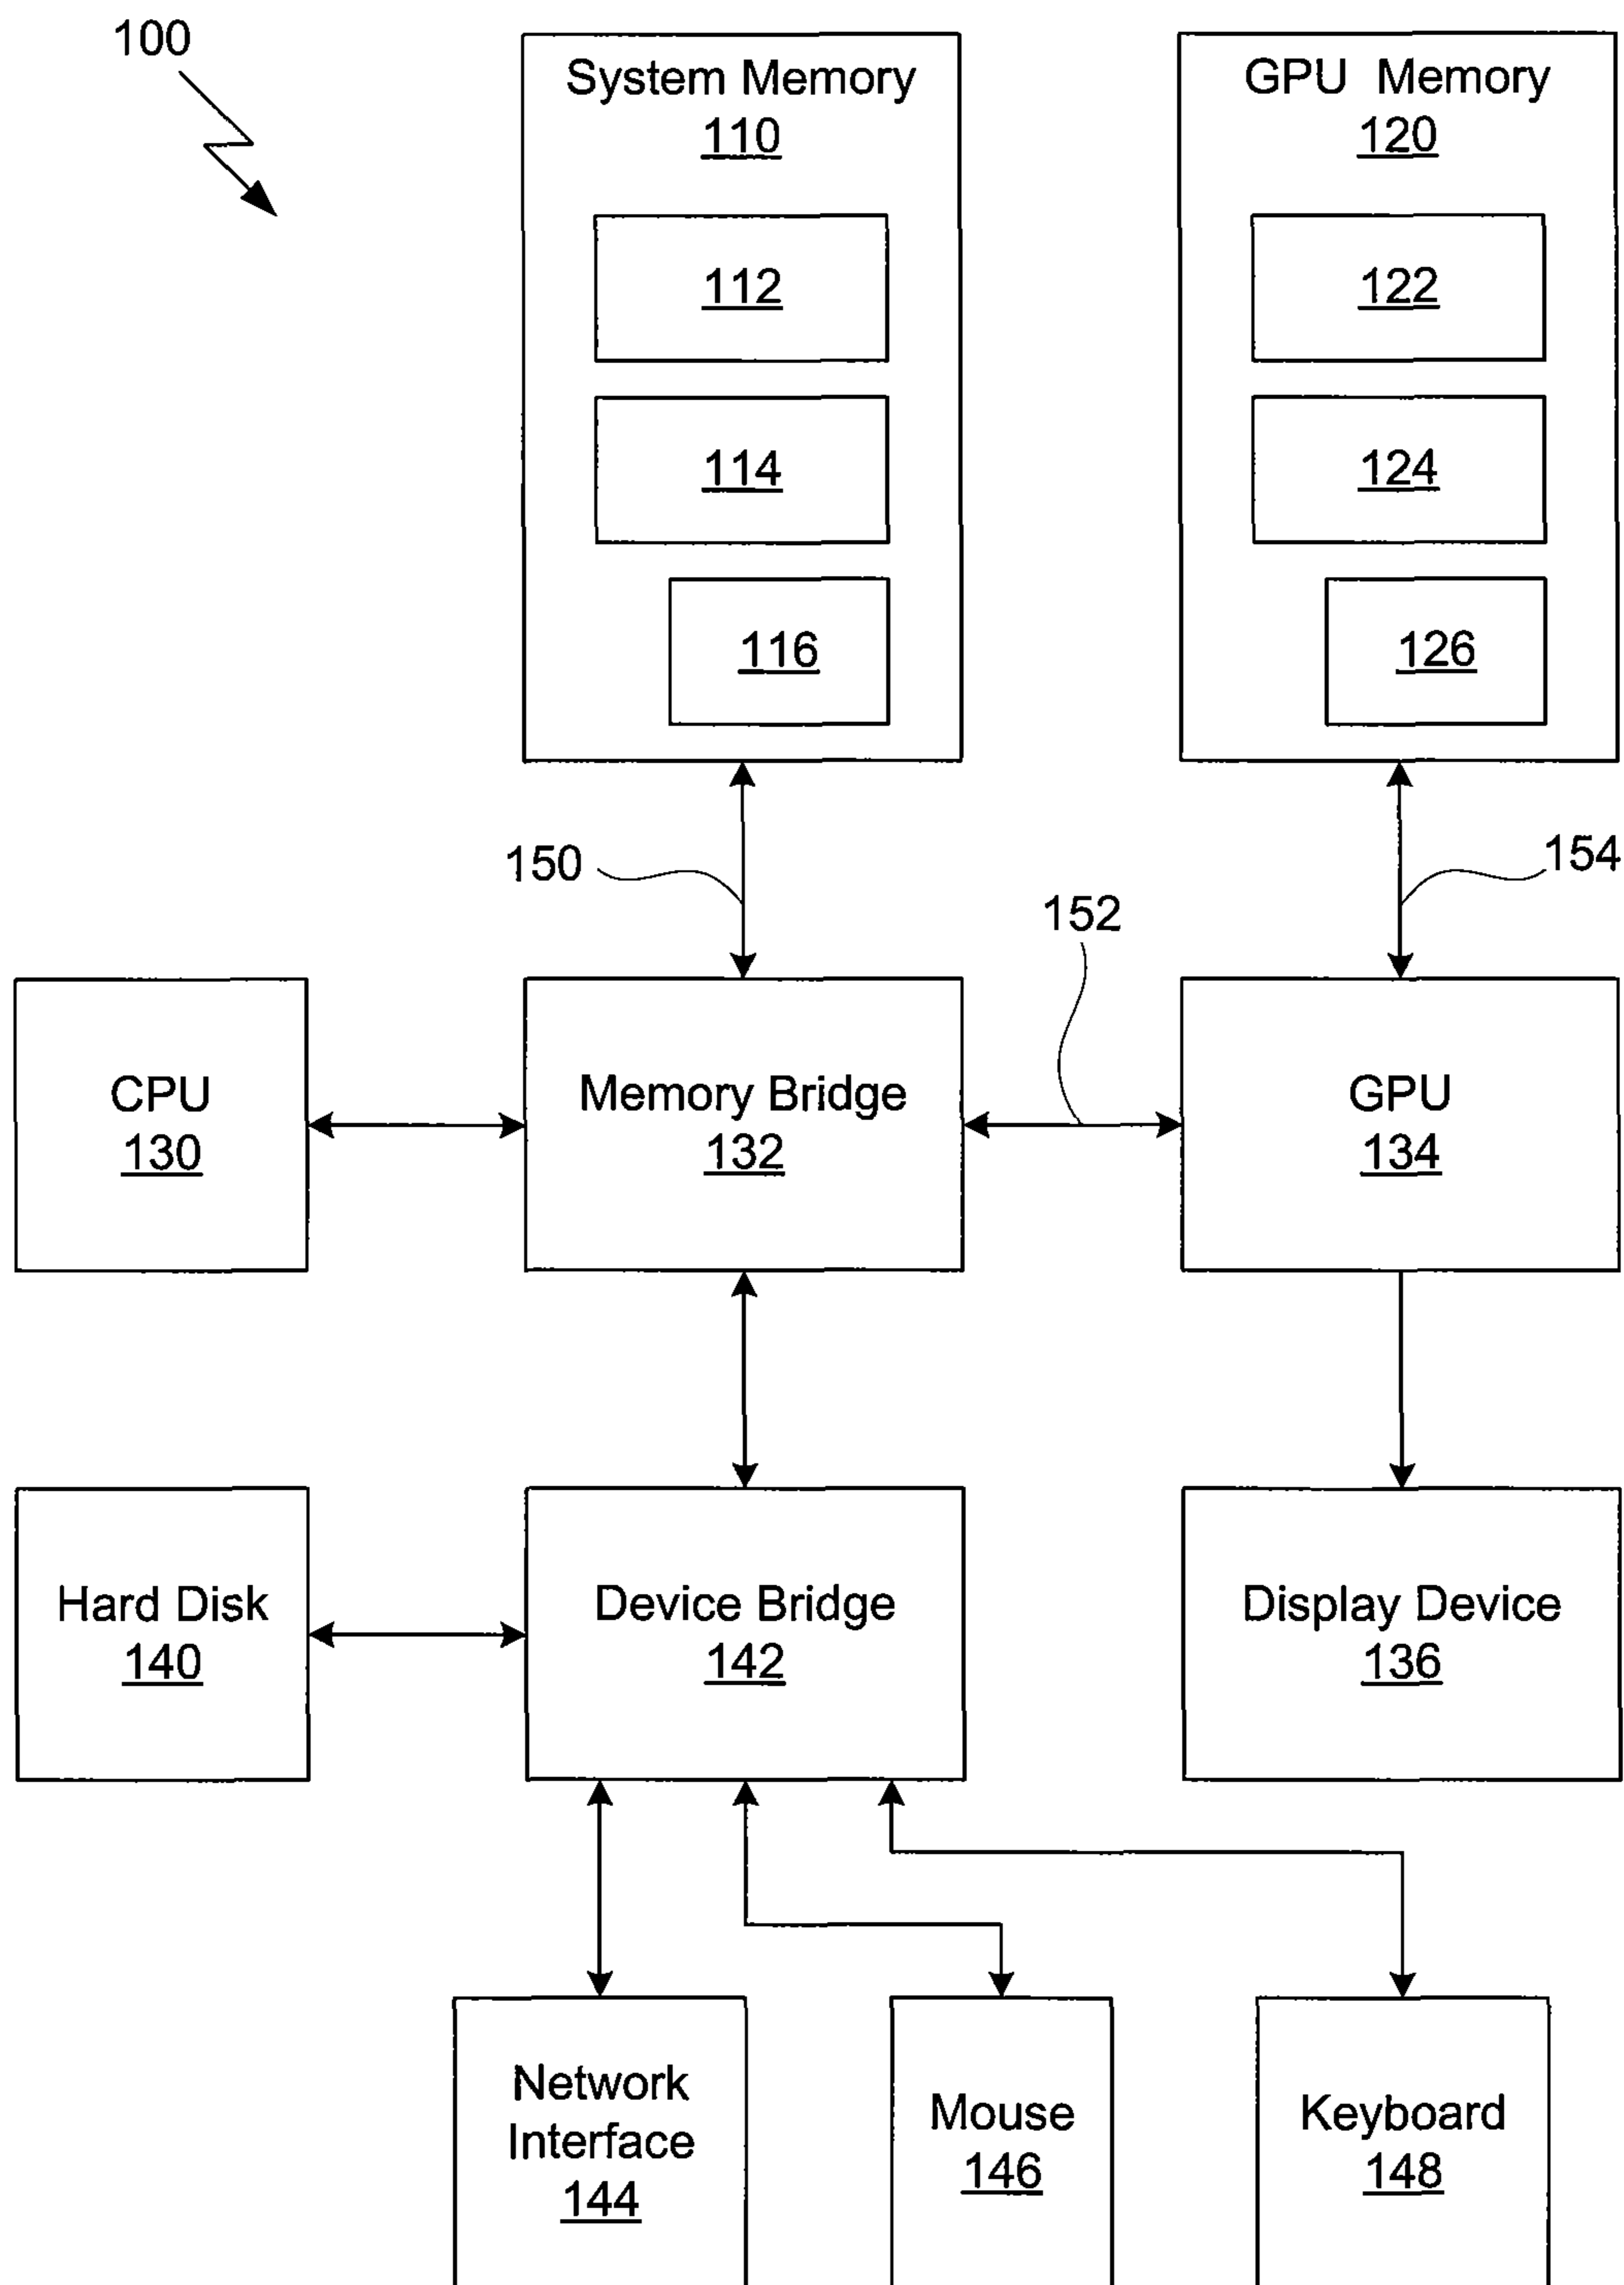 100
System Memory
110
112
114
116
GPU Memory
120
122
124
126
150
154
152
CPU
130
Memory Bridge
132
GPU
134
Hard Disk
140
Device Bridge
142
Display Device
136
Network
Interface
144
Mouse
146
Keyboard
148